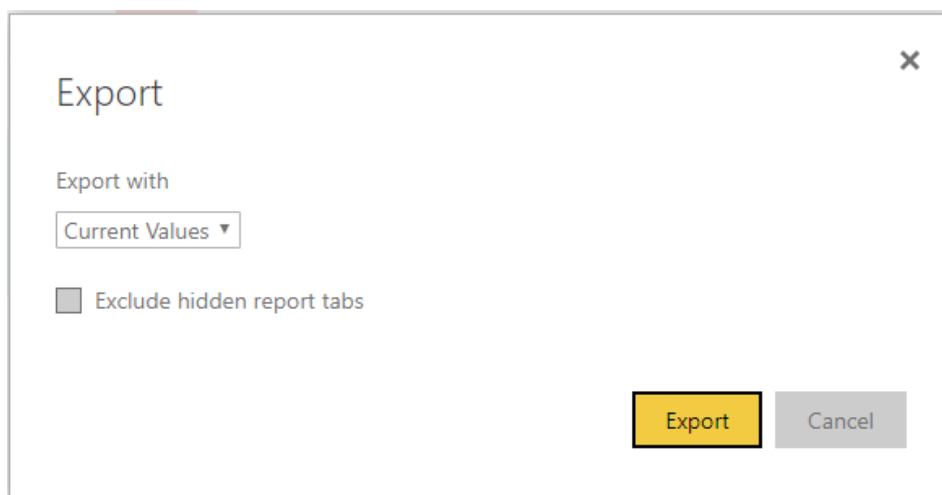 Export
Export with
Current Values
Exclude hidden report tabs
Export
Cancel